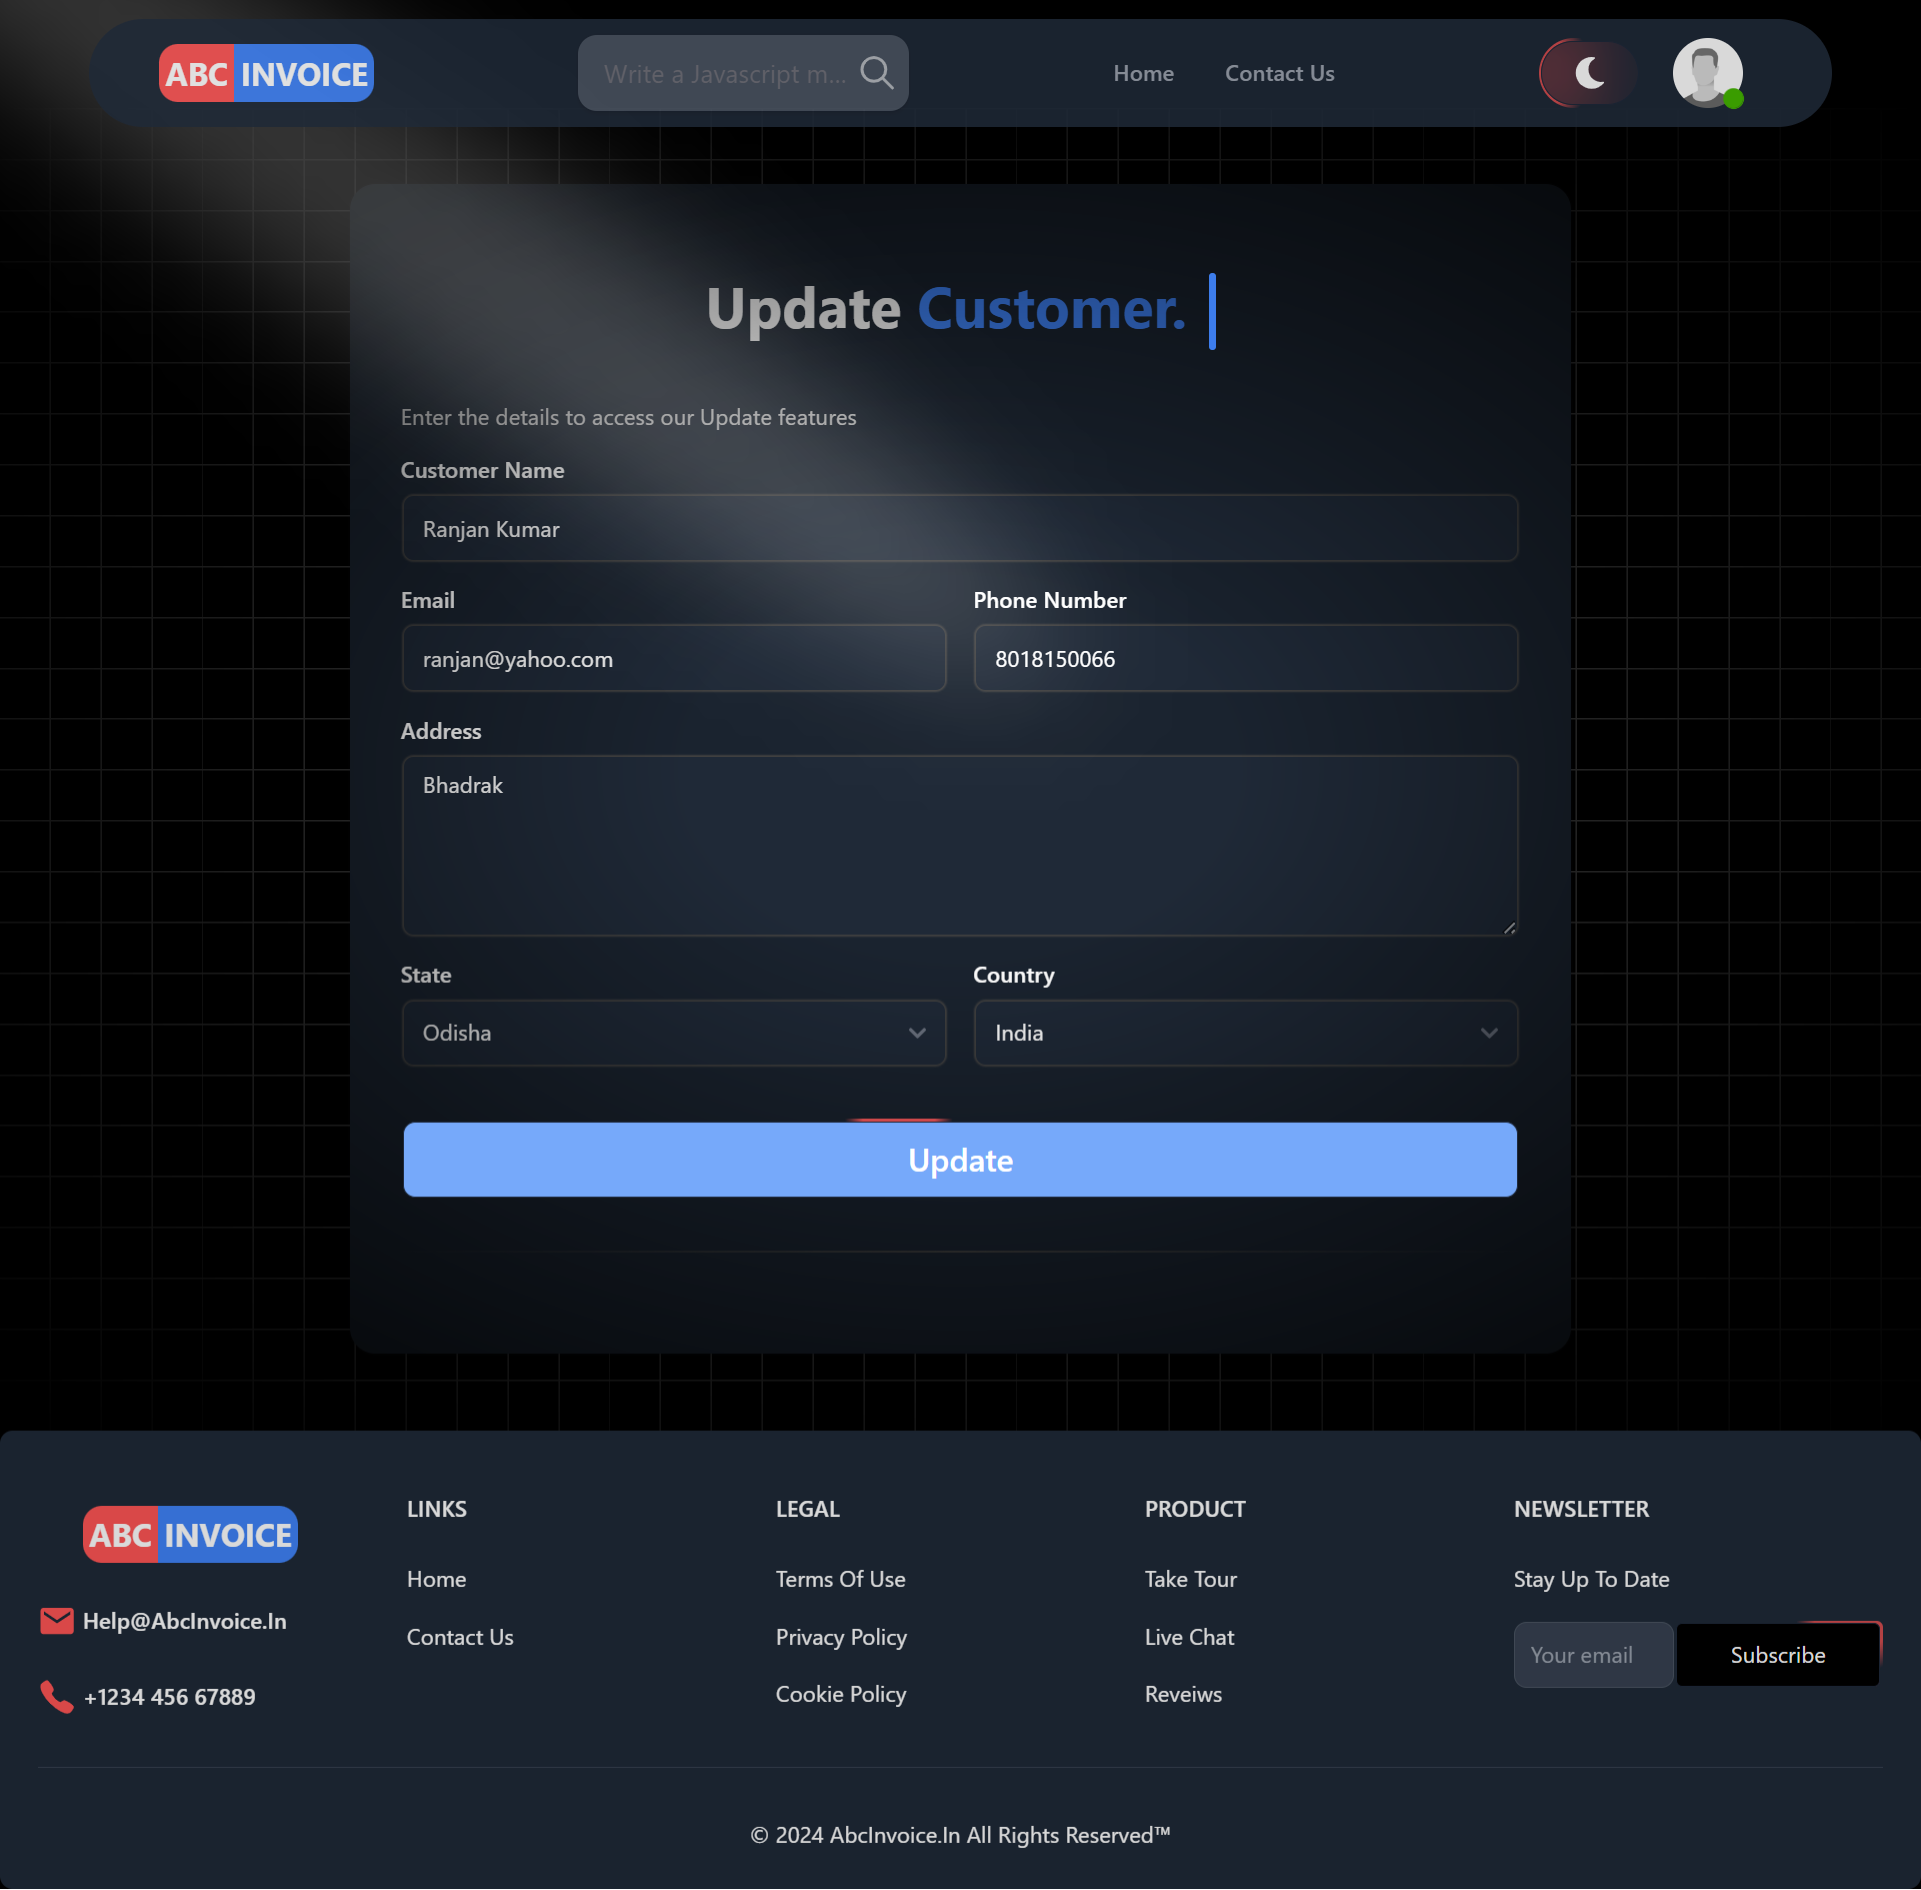 ABC INVOICE
Write a Javascript m...
Home
Contact Us
Update Customer.
Enter the details to access our Update features
Customer Name
Ranjan Kumar
Email
Phone Number
ranjan@yahoo.com
8018150066
Address
Bhadrak
State
Country
Odisha
India
Update
ABC INVOICE
Help@AbcInvoice.In
+1234 456 67889
LINKS
Home
Contact Us
LEGAL
Terms Of Use
Privacy Policy
Cookie Policy
PRODUCT
Take Tour
Live Chat
Reveiws
NEWSLETTER
Stay Up To Date
Your email
Subscribe
© 2024 AbcInvoice.In All Rights Reserved™